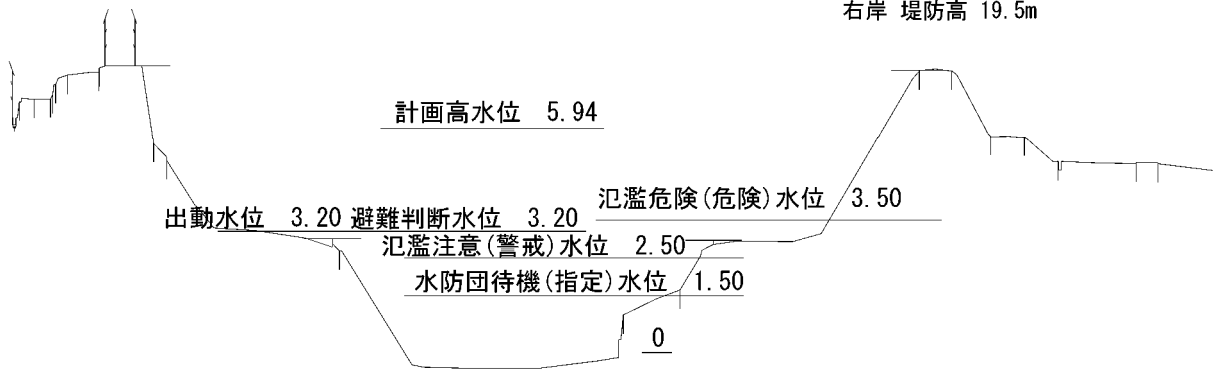 右岸 堤防高 19.5m
計画高水位 5.94
氾濫危険(危険)水位 3.50
出動水位 3.20 避難判断水位 3.20
氾濫注意(警戒)水位 2.50
水防団待機(指定)水位 1.50
0